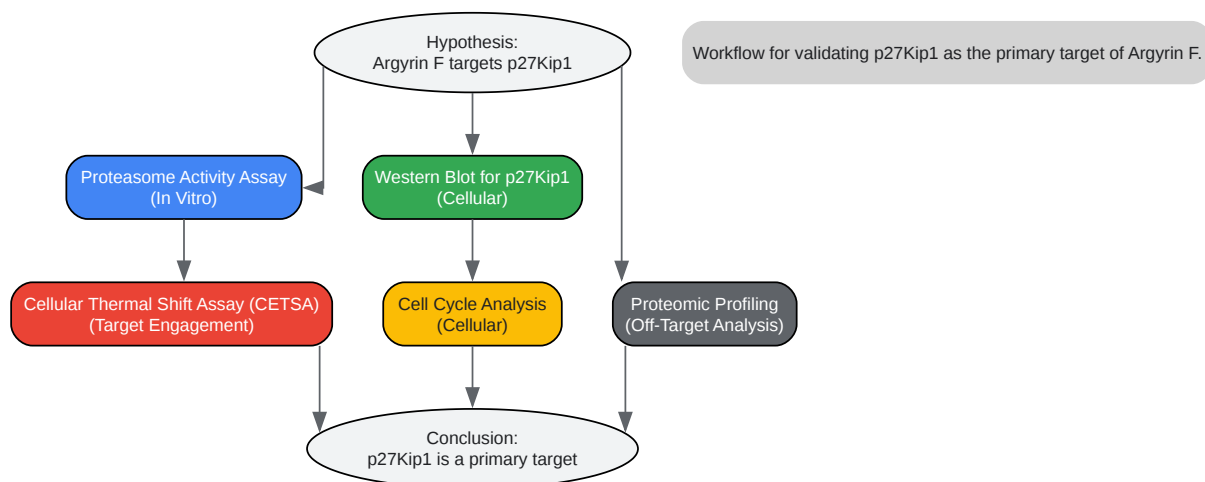 Hypothesis:
Argyrin F targets p27Kip1
Workflow for validating p27Kip1 as the primary target of Argyrin F.
Proteasome Activity Assay
(In Vitro)
Western Blot for p27Kip1
(Cellular)
Cellular Thermal Shift Assay (CETSA)
(Target Engagement)
Cell Cycle Analysis
(Cellular)
Proteomic Profiling
(Off-Target Analysis)
Conclusion:
p27Kip1 is a primary target